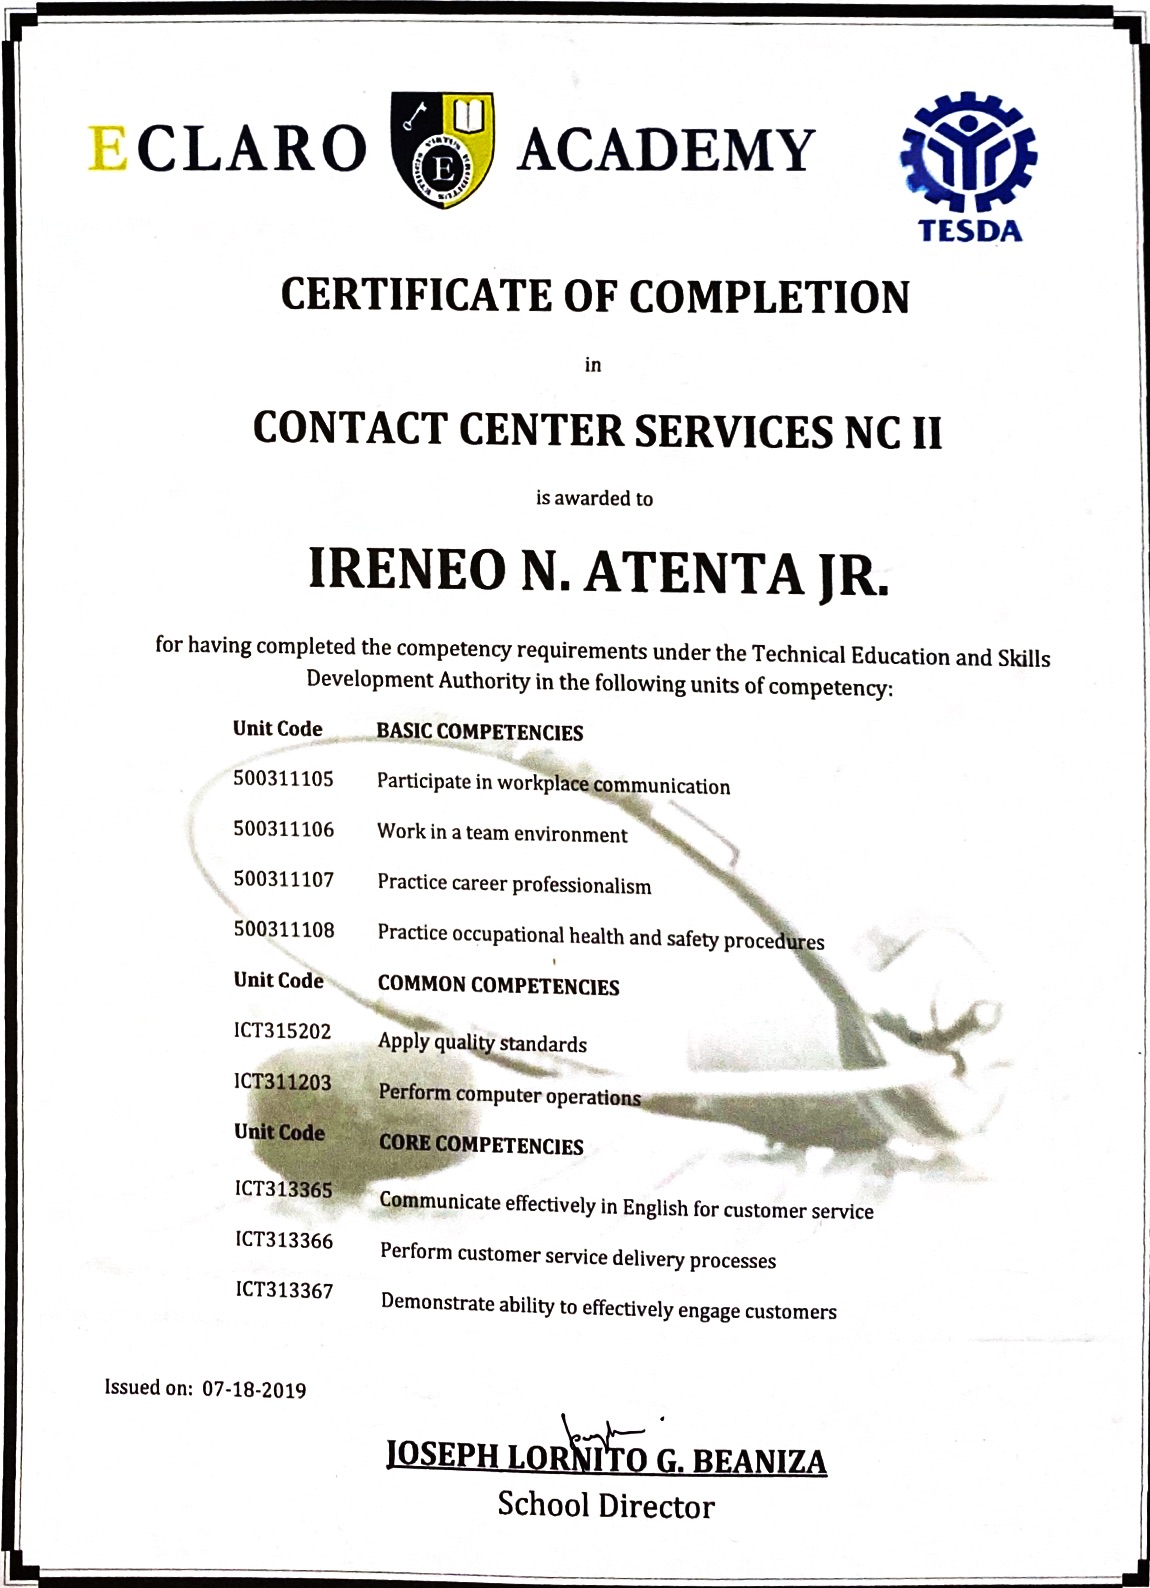 ECLARO ACADEMY
E
TESDA
CERTIFICATE OF COMPLETION
in
CONTACT CENTER SERVICES NC II
is awarded to
IRENEO N. ATENTA JR.
for having completed the competency requirements under the Technical Education and Skills
Development Authority in the following units of competency:
Unit Code BASIC COMPETENCIES
500311105 Participate in workplace communication
500311106 Work in a team environment
500311107 Practice career professionalism
500311108 Practice occupational health and safety procedures
Unit Code COMMON COMPETENCIES
ICT315202 Apply quality standards
ICT311203 Perform computer operations
Unit Code CORE COMPETENCIES
ICT313365 Communicate effectively in English for customer service
ICT313366 Perform customer service delivery processes
ICT313367 Demonstrate ability to effectively engage customers
Issued on: 07-18-2019
JOSEPH LORNITO G. BEANIZA
School Director